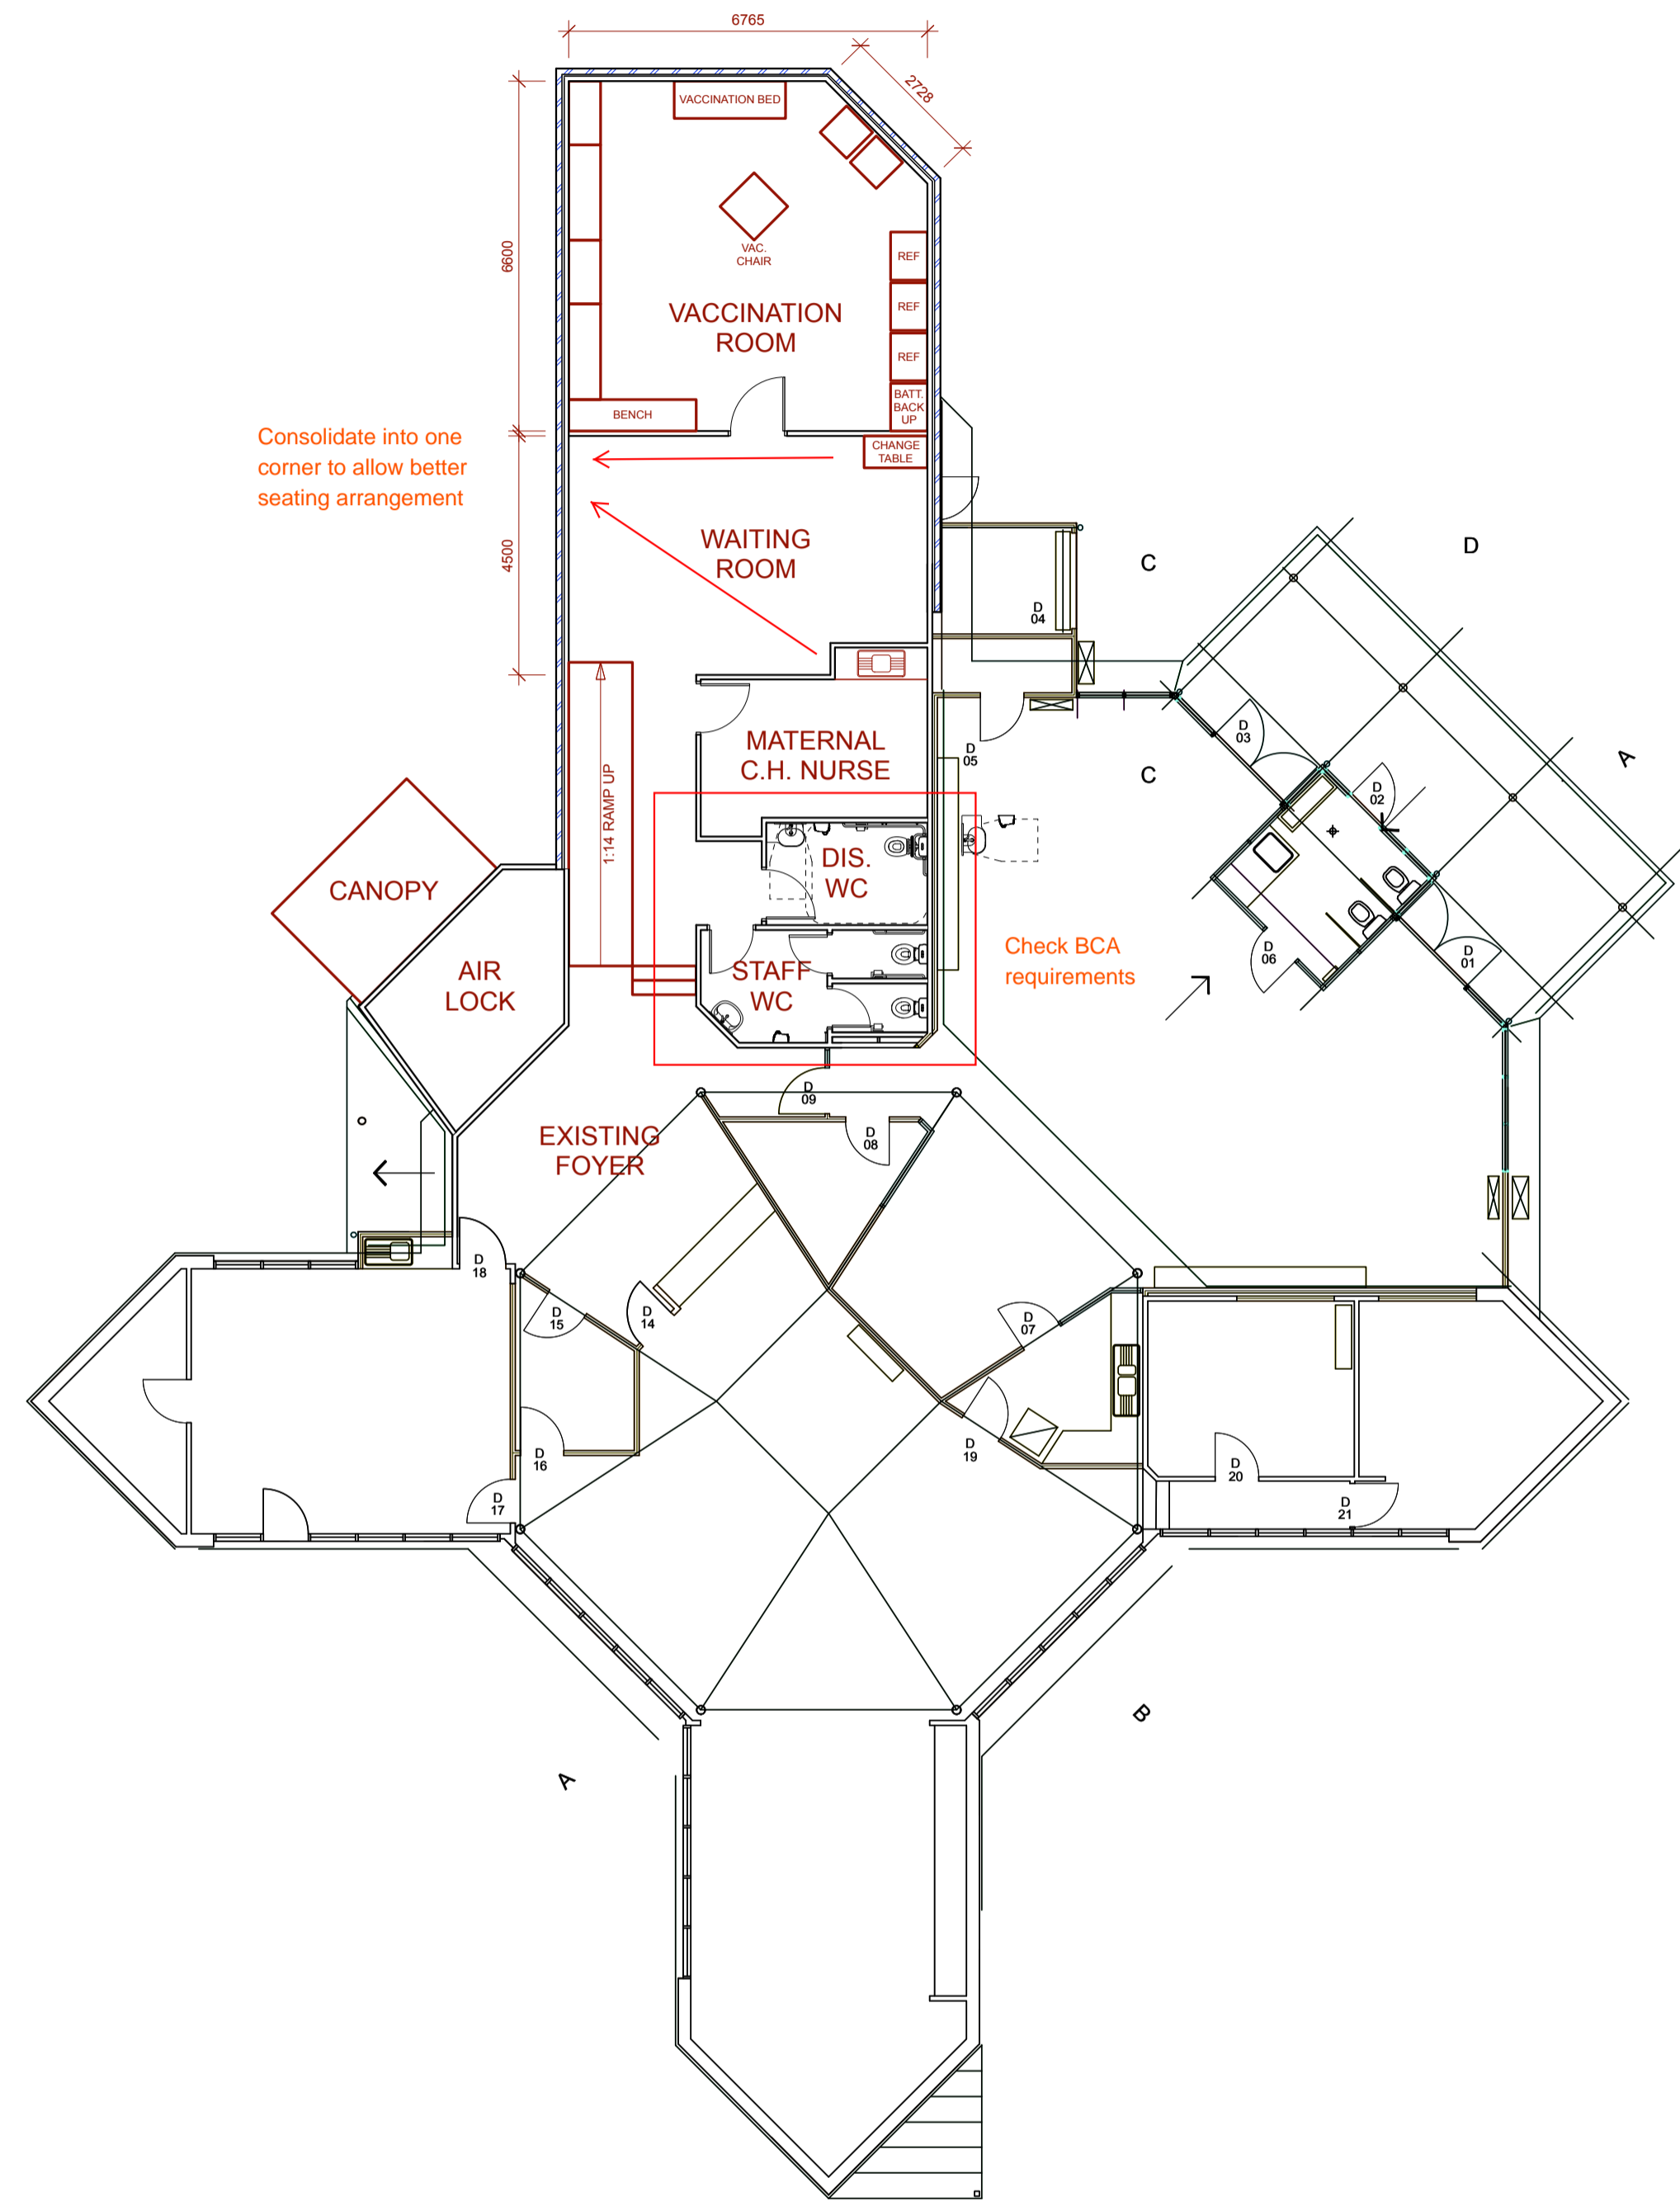 6765
2728
VACCINATION BED
6600
VAC.
CHAIR
REF
VACCINATION
ROOM
REF
REF
BATT.
BACK
UP
BENCH
Consolidate into one
corner to allow better
seating arrangement
CHANGE
TABLE
4500
WAITING
ROOM
C
D
D
04
D
03
A
MATERNAL
C.H. NURSE
D
05
C
D
02
1:14 RAMP UP
DIS.
WC
CANOPY
Check BCA
requirements
D
06
D
01
AIR
LOCK
STAFF
WC
D
09
EXISTING
FOYER
D
08
D
18
D
15
D
14
D
07
D
16
D
19
D
20
D
17
D
21
B
A